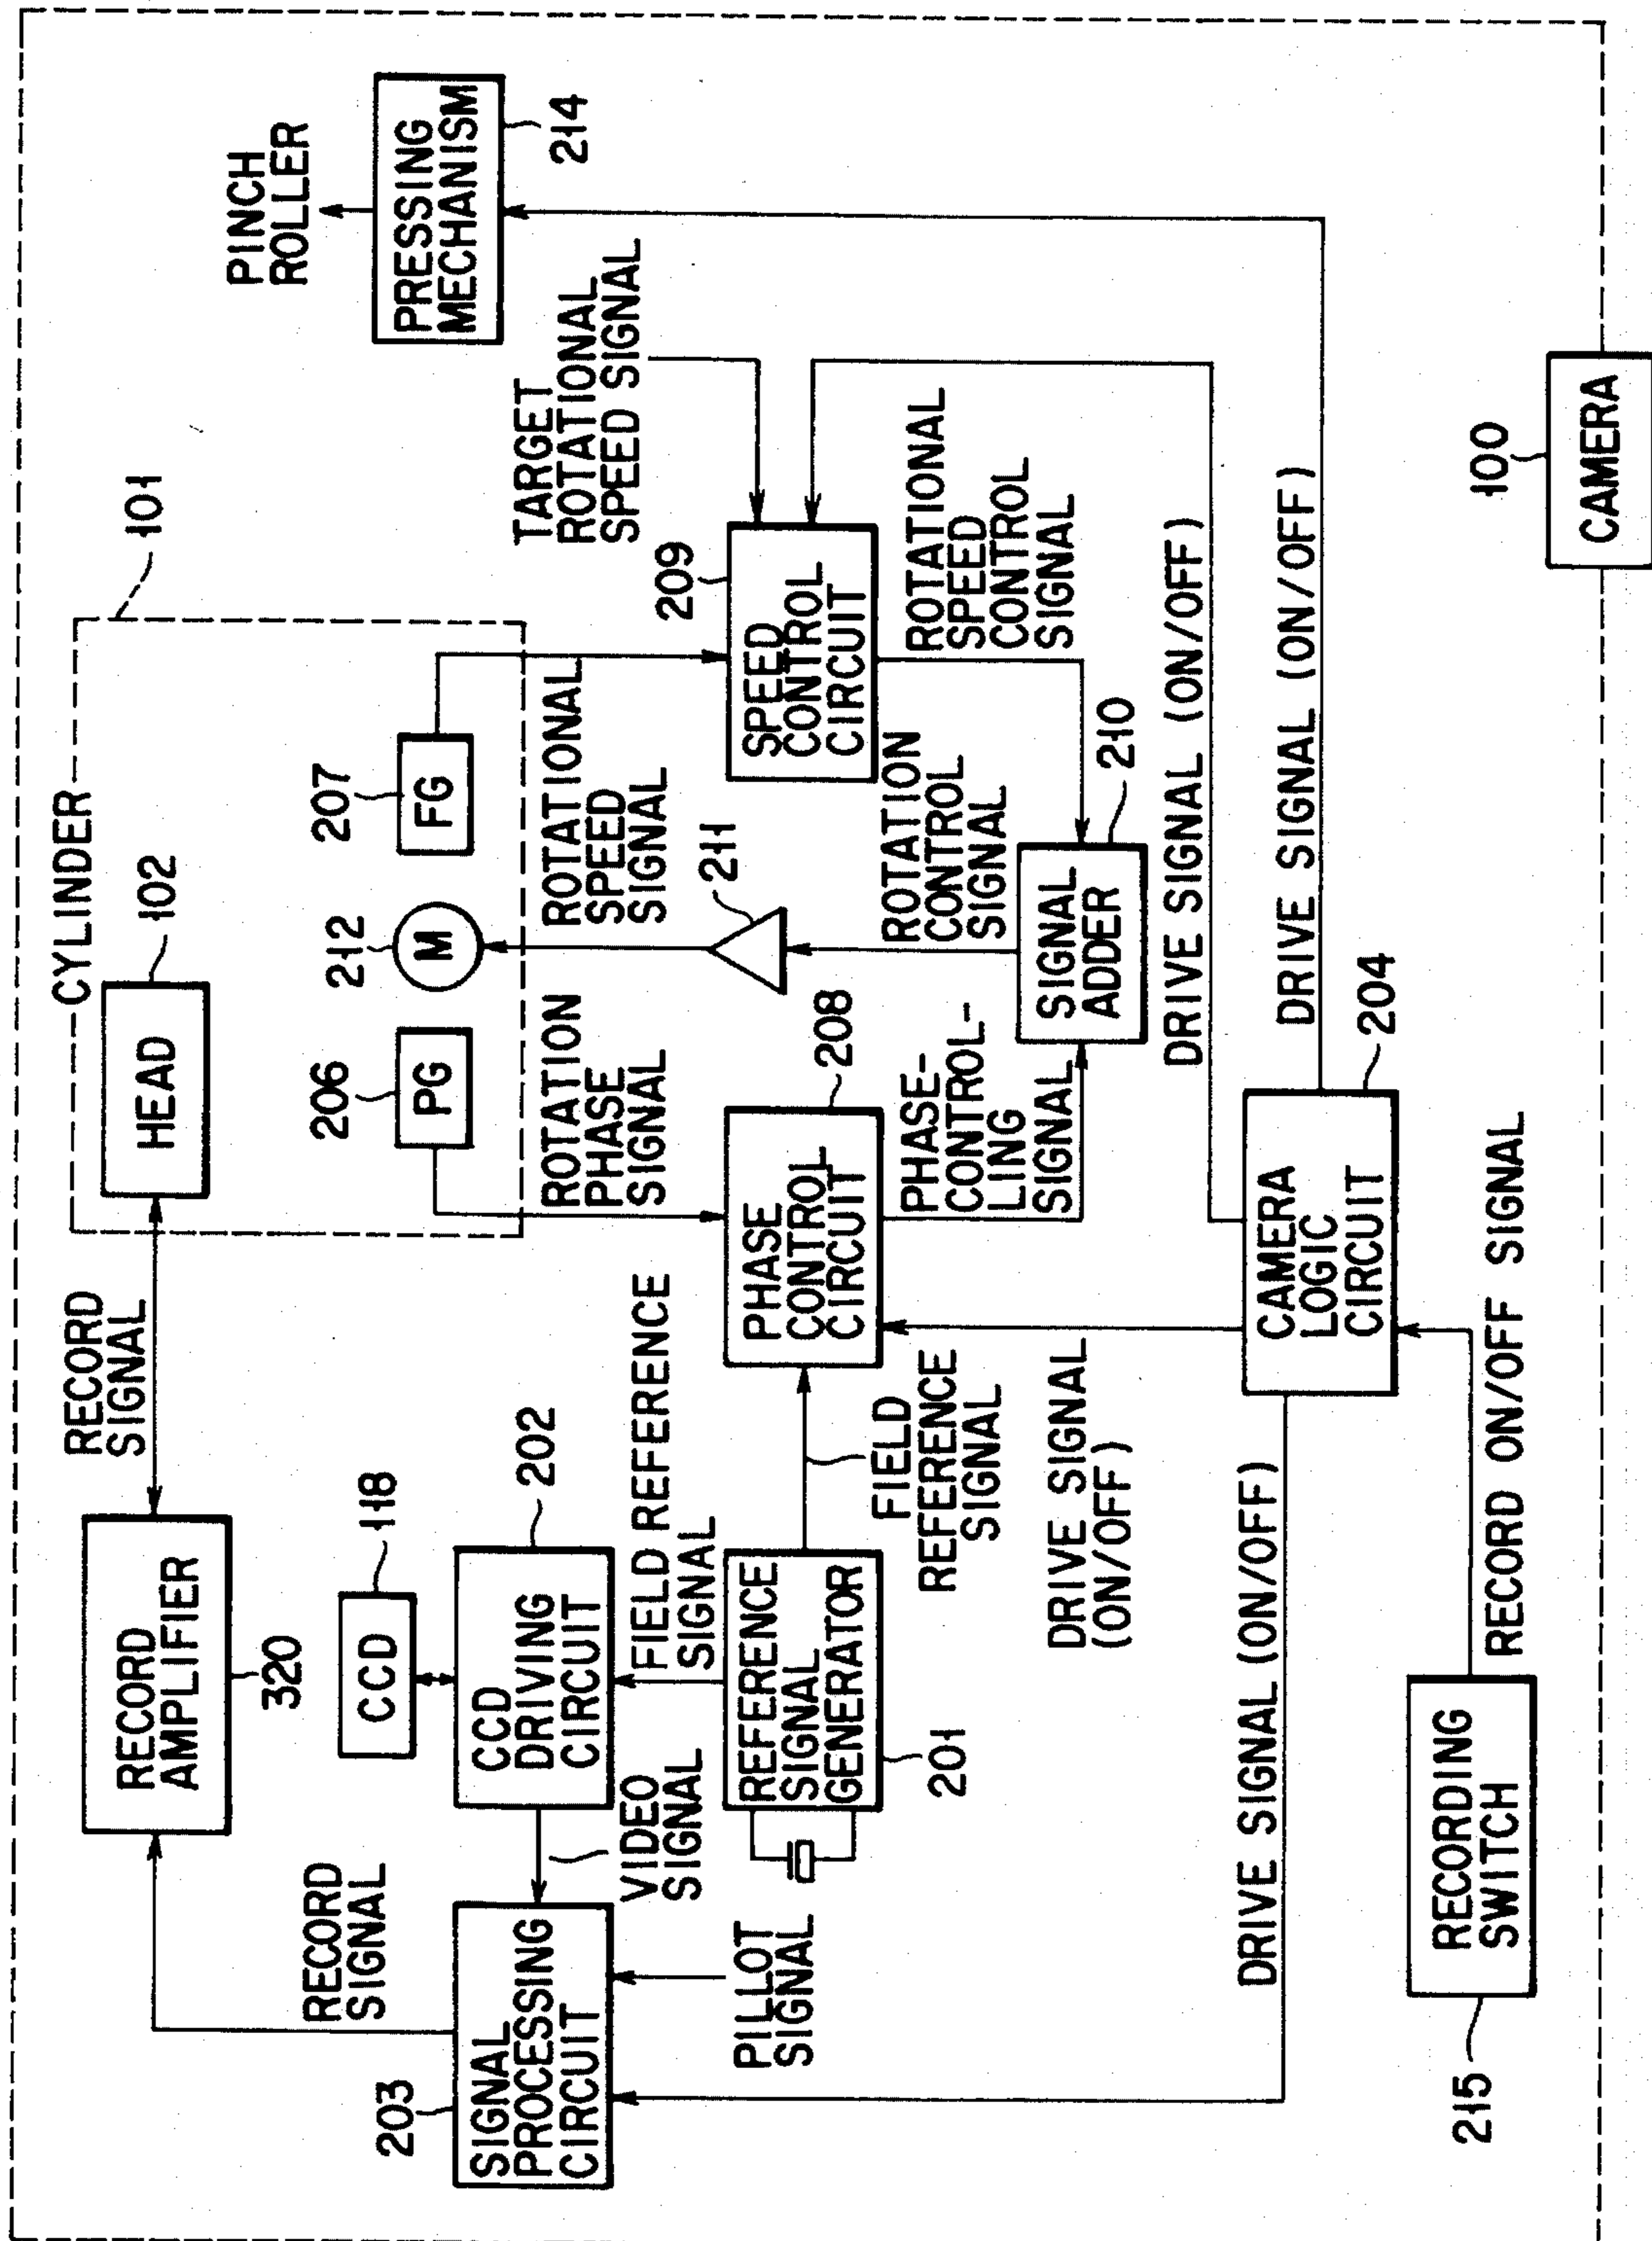 RECORD
SIGNAL
RECORD
AMPLIFIER
320
RECORD
SIGNAL
CYLINDER
101
HEAD
102
PINCH
ROLLER
PRESSING
MECHANISM
214
CCD
118
PG
206
M
212
FG
207
SIGNAL
PROCESSING
CIRCUIT
203
VIDEO
SIGNAL
CCD
DRIVING
CIRCUIT
202
FIELD REFERENCE
SIGNAL
ROTATION
PHASE
SIGNAL
ROTATIONAL
SPEED
SIGNAL
TARGET
ROTATIONAL
SPEED SIGNAL
PILLOT
SIGNAL
REFERENCE
SIGNAL
GENERATOR
201
FIELD
REFERENCE
SIGNAL
PHASE
CONTROL
CIRCUIT
208
211
SPEED
CONTROL
CIRCUIT
209
PHASE-
CONTROL-
LING
SIGNAL
ROTATION
CONTROL
SIGNAL
ROTATIONAL
SPEED
CONTROL
SIGNAL
SIGNAL
ADDER
210
DRIVE SIGNAL
(ON/OFF)
DRIVE SIGNAL (ON/OFF)
DRIVE SIGNAL (ON/OFF)
DRIVE SIGNAL (ON/OFF)
CAMERA
LOGIC
CIRCUIT
204
RECORDING
SWITCH
215
RECORD ON/OFF SIGNAL
100
CAMERA